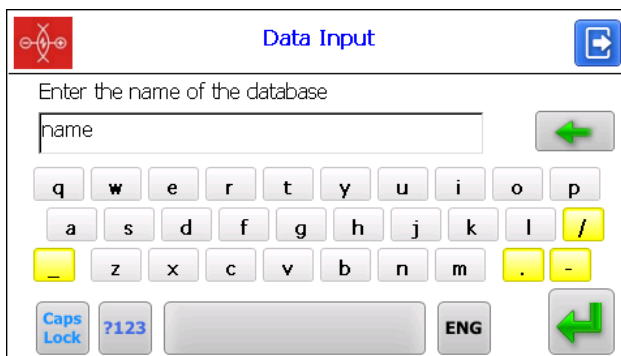 Data Input
Enter the name of the database
name
q w e r t y u i o p
a s d f g h j k l /
_ z x c v b n m . -
Caps Lock ?123 ENG